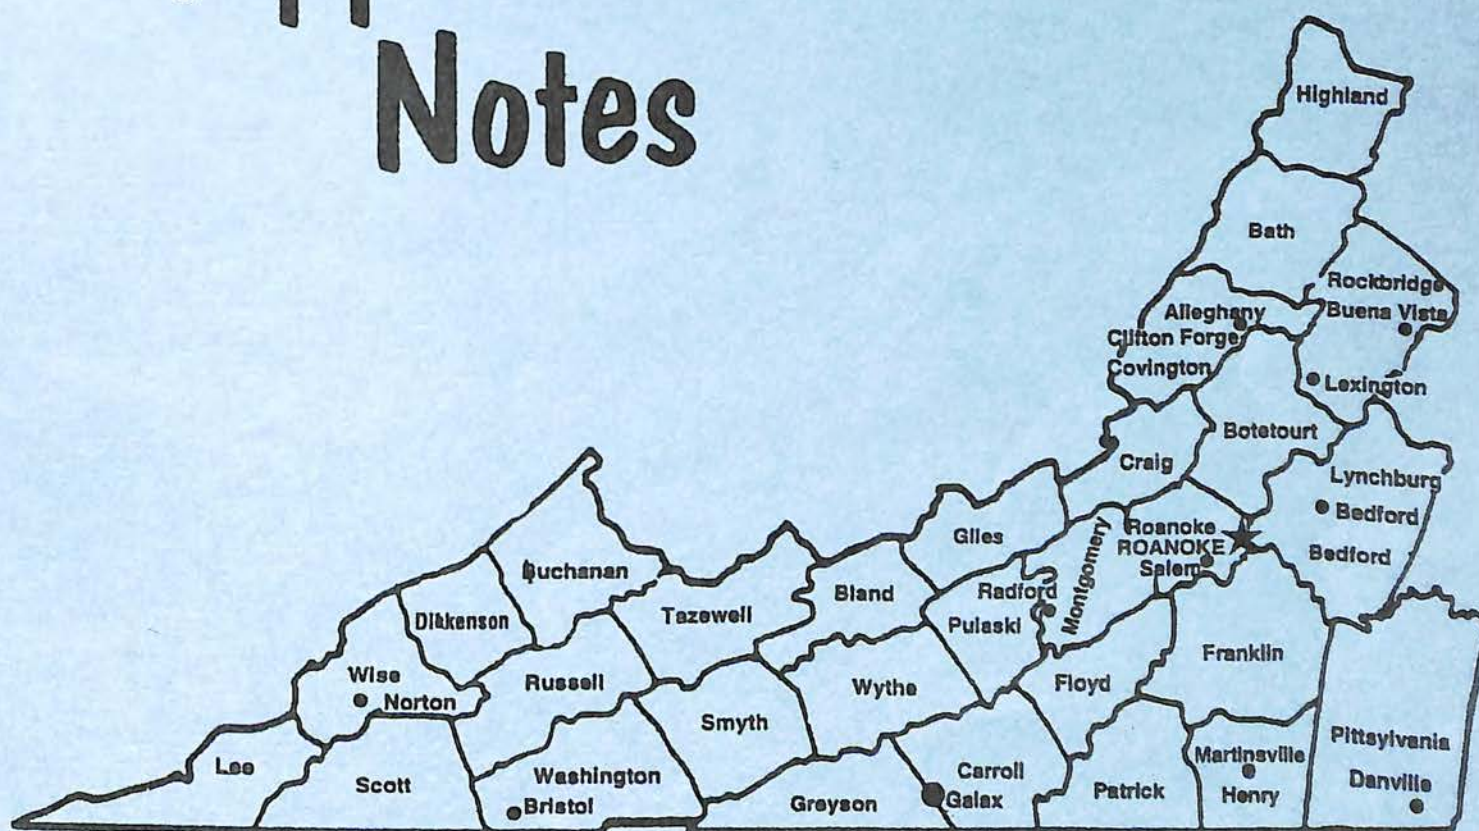 Notes
Highland
Bath
Rockbridge
Alleghany
Buena Vista
Clifton Forge
Covington
Lexington
Botetourt
Craig
Lynchburg
Bedford
Bedford
Giles
Roanoke
ROANOKE
Salem
Montgomery
Radford
Pulaski
Bland
Buchanan
Tazewell
Dikkenson
Franklin
Wise
Norton
Russell
Wythe
Floyd
Smyth
Lee
Scott
Washington
Bristol
Greyson
Carroll
Galax
Patrick
Martinsville
Henry
Pittsylvania
Danville